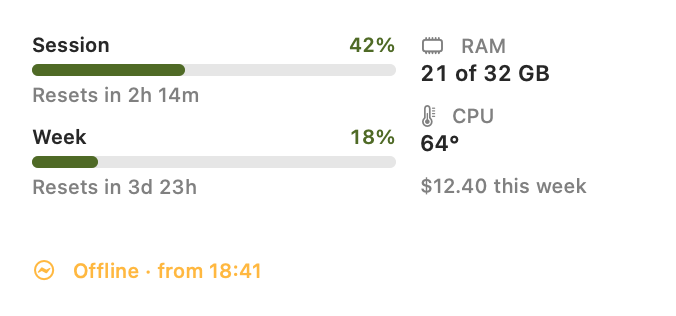 Session 42%
Resets in 2h 14m
Week 18%
Resets in 3d 23h
RAM
21 of 32 GB
CPU
64°
$12.40 this week
Offline · from 18:41